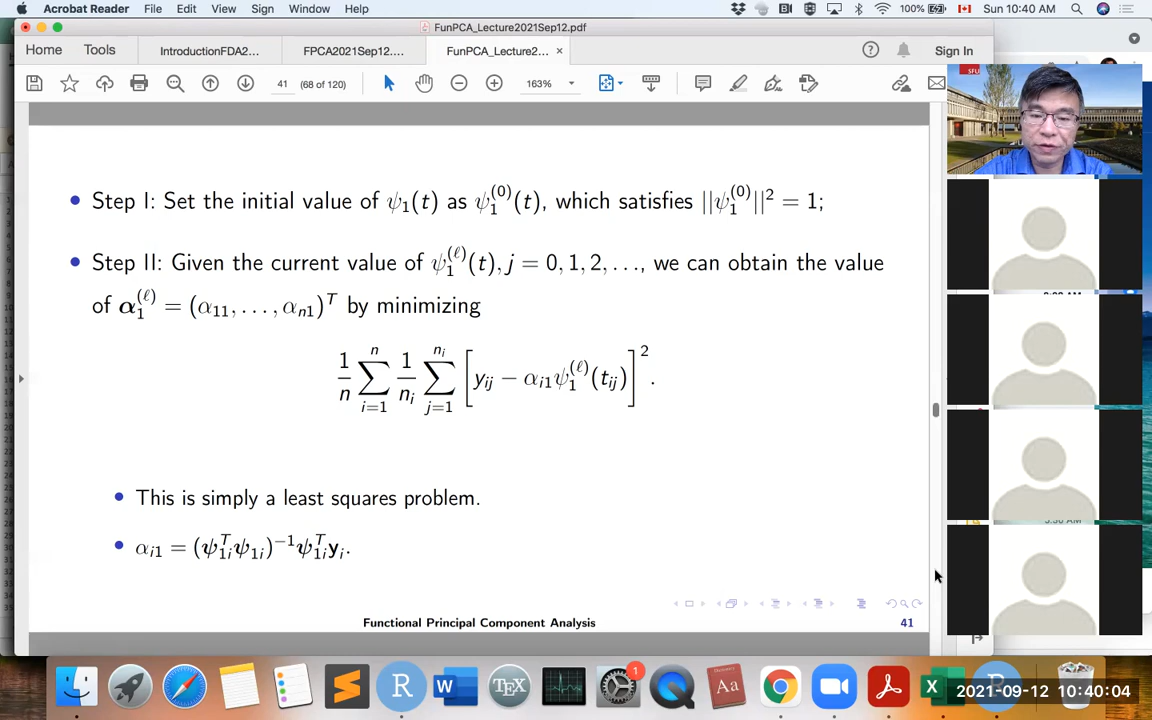 Acrobat Reader File Edit View Sign Window Help 100% Sun 10:40 AM
FunPCA_Lecture2021Sep12.pdf
Home Tools IntroductionFDA2... FPCA2021Sep12.... FunPCA_Lecture2... × Sign In
41 (68 of 120) 163%
SFU
• Step I: Set the initial value of ψ₁(t) as ψ₁⁽⁰⁾(t), which satisfies ||ψ₁⁽⁰⁾||² = 1;
• Step II: Given the current value of ψ₁⁽ℓ⁾(t), j = 0, 1, 2, . . ., we can obtain the value
of α₁⁽ℓ⁾ = (α₁₁, . . . , αₙ₁)ᵀ by minimizing
1/n ∑ᵢ₌₁ⁿ 1/nᵢ ∑ⱼ₌₁ⁿⁱ [yᵢⱼ − αᵢ₁ψ₁⁽ℓ⁾(tᵢⱼ)]².
• This is simply a least squares problem.
• αᵢ₁ = (ψ₁ᵢᵀψ₁ᵢ)⁻¹ψ₁ᵢᵀyᵢ.
Functional Principal Component Analysis 41
1
W TEX Aa X
R
2021-09-12 10:40:04